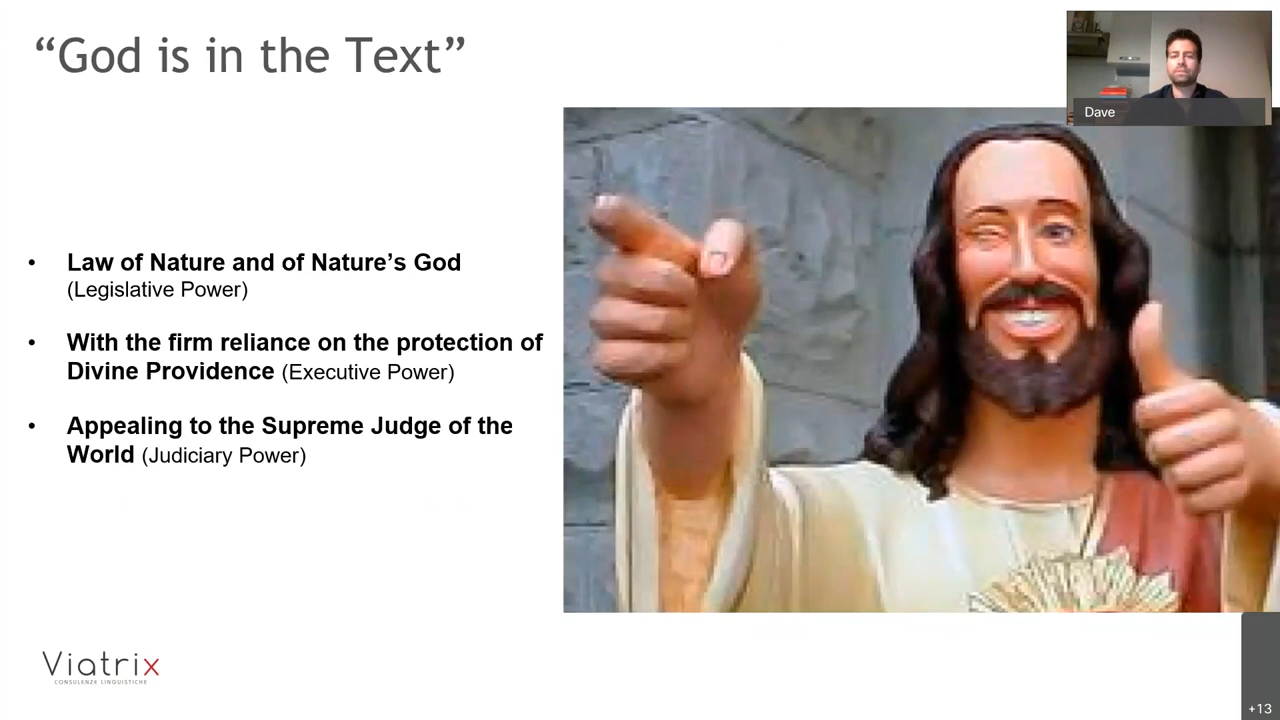 “God is in the Text”
Dave
• Law of Nature and of Nature’s God
(Legislative Power)
• With the firm reliance on the protection of
Divine Providence (Executive Power)
• Appealing to the Supreme Judge of the
World (Judiciary Power)
Viatrix
CONSULENZE LINGUISTICHE
+13